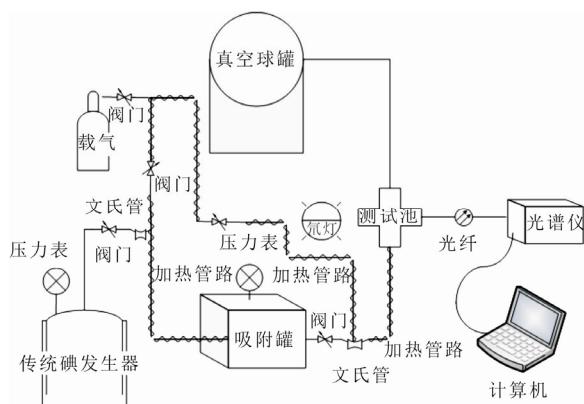 真空球罐
阀门
载气
阀门
文氏管
氙灯
测试池
光谱仪
光纤
压力表
阀门
压力表
加热管路
加热管路
传统碘发生器
吸附罐
阀门
加热管路
文氏管
计算机